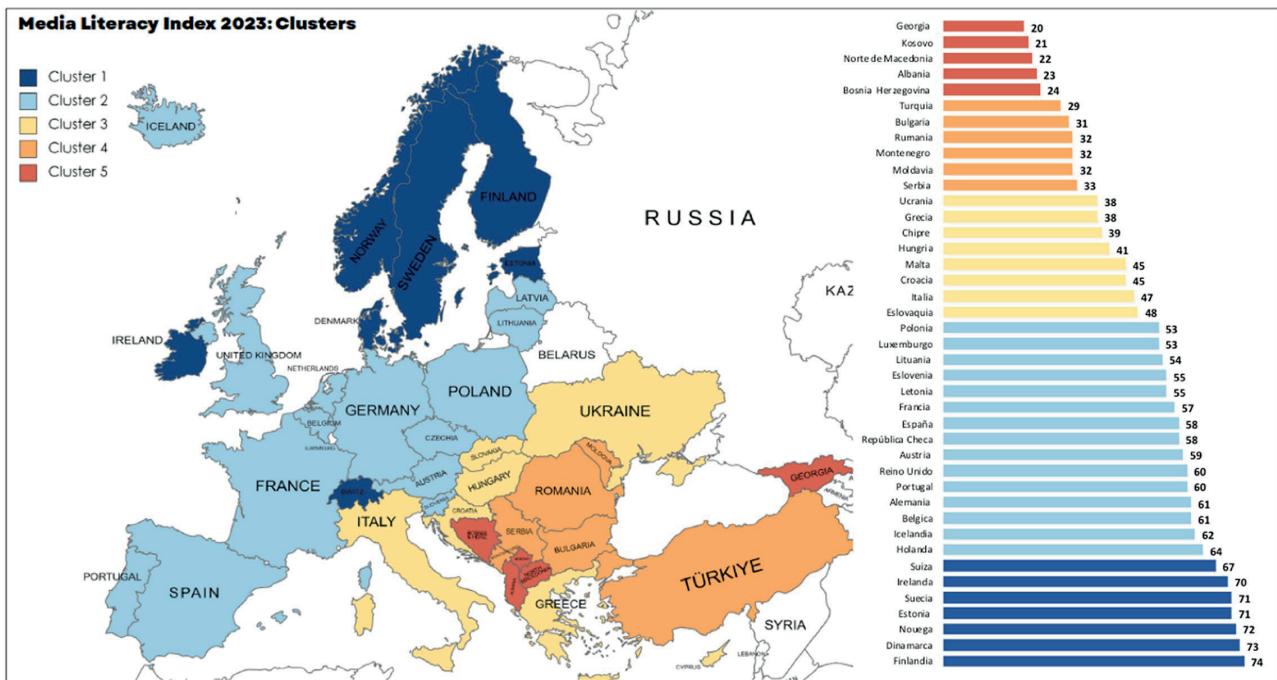 Media Literacy Index 2023: Clusters
Cluster 1
Cluster 2
Cluster 3
Cluster 4
Cluster 5
ICELAND
FINLAND
NORWAY
SWEDEN
RUSSIA
ESTONIA
LATVIA
LITHUANIA
DENMARK
IRELAND
UNITED KINGDOM
NETHERLANDS
BELARUS
KAZ
POLAND
GERMANY
BELGIUM
LUXEMBOURG
CZECHIA
UKRAINE
SLOVAKIA
MOLDOVA
AUSTRIA
HUNGARY
FRANCE
SLOVENIA
ROMANIA
GEORGIA
ARMENIA
A
ITALY
CROATIA
SERBIA
BULGARIA
NORTH
MACEDONIA
TÜRKIYE
PORTUGAL
SPAIN
GREECE
SYRIA
CYPRUS
LEBANON
Georgia 20
Kosovo 21
Norte de Macedonia 22
Albania 23
Bosnia Herzegovina 24
Turquia 29
Bulgaria 31
Rumania 32
Montenegro 32
Moldavia 32
Serbia 33
Ucrania 38
Grecia 38
Chipre 39
Hungria 41
Malta 45
Croacia 45
Italia 47
Eslovaquia 48
Polonia 53
Luxemburgo 53
Lituania 54
Eslovenia 55
Letonia 55
Francia 57
España 58
República Checa 58
Austria 59
Reino Unido 60
Portugal 60
Alemania 61
Belgica 61
Icelandia 62
Holanda 64
Suiza 67
Irelanda 70
Suecia 71
Estonia 71
Nouega 72
Dinamarca 73
Finlandia 74